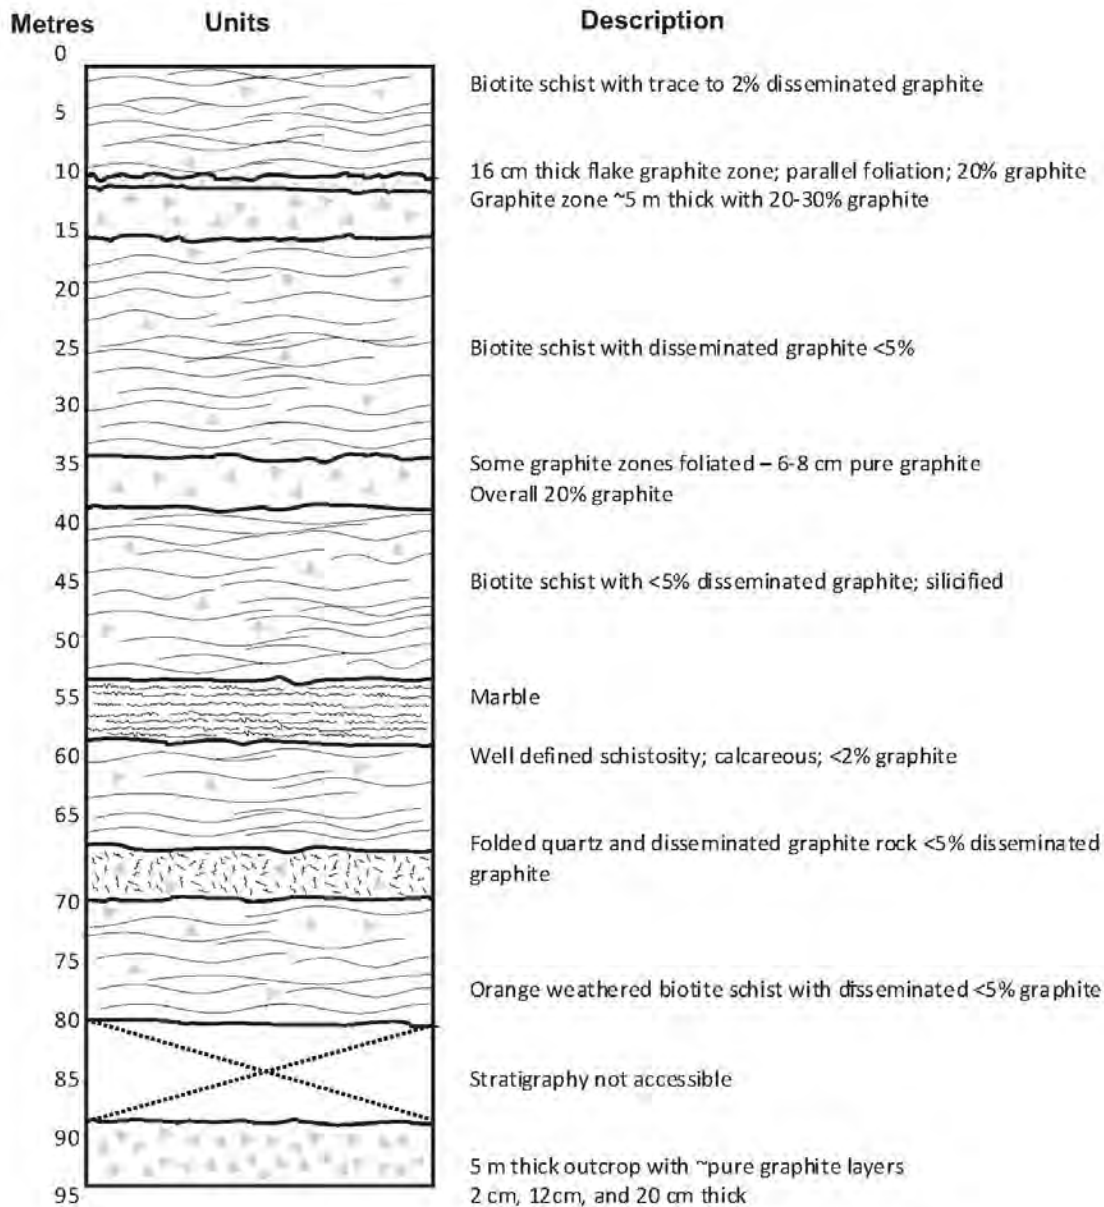 Metres Units Description
0
Biotite schist with trace to 2% disseminated graphite
5
10
16 cm thick flake graphite zone; parallel foliation; 20% graphite
Graphite zone ~5 m thick with 20-30% graphite
15
20
25
Biotite schist with disseminated graphite <5%
30
35
Some graphite zones foliated – 6-8 cm pure graphite
Overall 20% graphite
40
45
Biotite schist with <5% disseminated graphite; silicified
50
55
Marble
60
Well defined schistosity; calcareous; <2% graphite
65
Folded quartz and disseminated graphite rock <5% disseminated
graphite
70
75
Orange weathered biotite schist with disseminated <5% graphite
80
85
Stratigraphy not accessible
90
5 m thick outcrop with ~pure graphite layers
95
2 cm, 12cm, and 20 cm thick